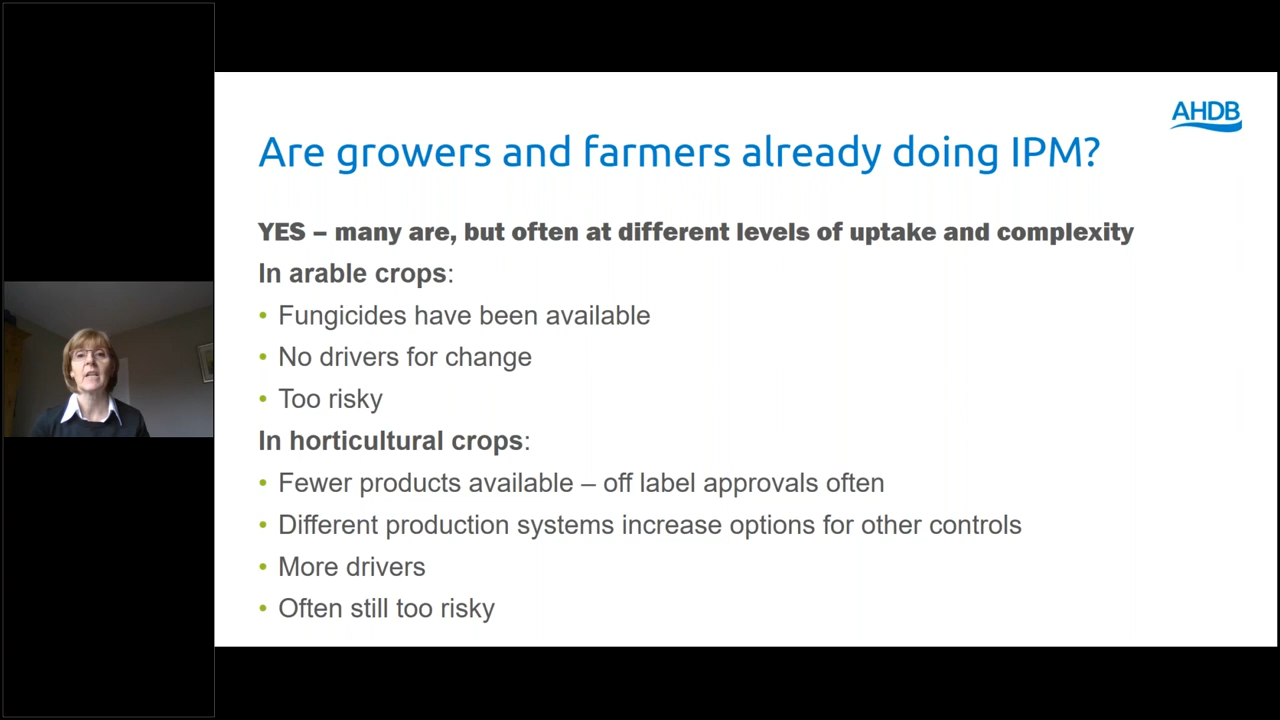 AHDB
Are growers and farmers already doing IPM?
YES – many are, but often at different levels of uptake and complexity
In arable crops:
• Fungicides have been available
• No drivers for change
• Too risky
In horticultural crops:
• Fewer products available – off label approvals often
• Different production systems increase options for other controls
• More drivers
• Often still too risky